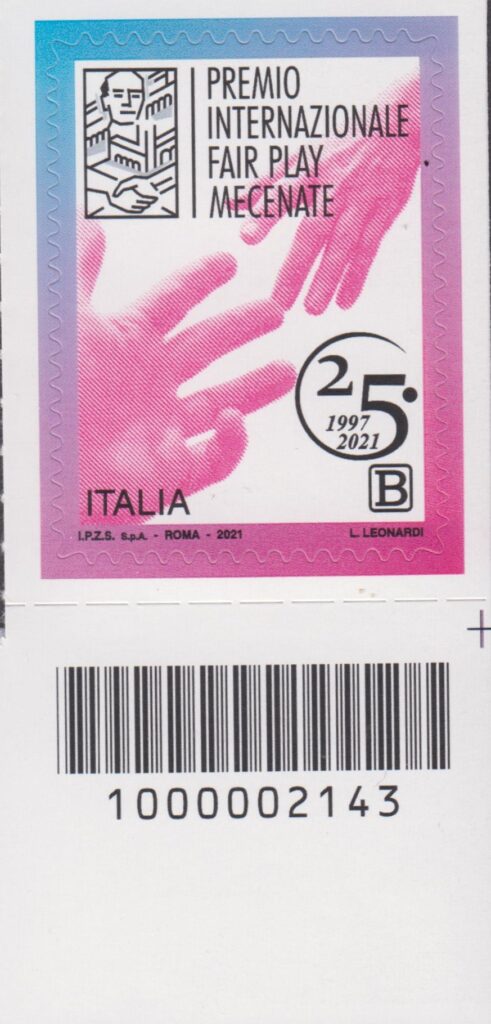 PREMIO
INTERNAZIONALE
FAIR PLAY
MECENATE
25°
1997
2021
B
ITALIA
I.P.Z.S. S.p.A. - ROMA - 2021 L. LEONARDI
1000002143